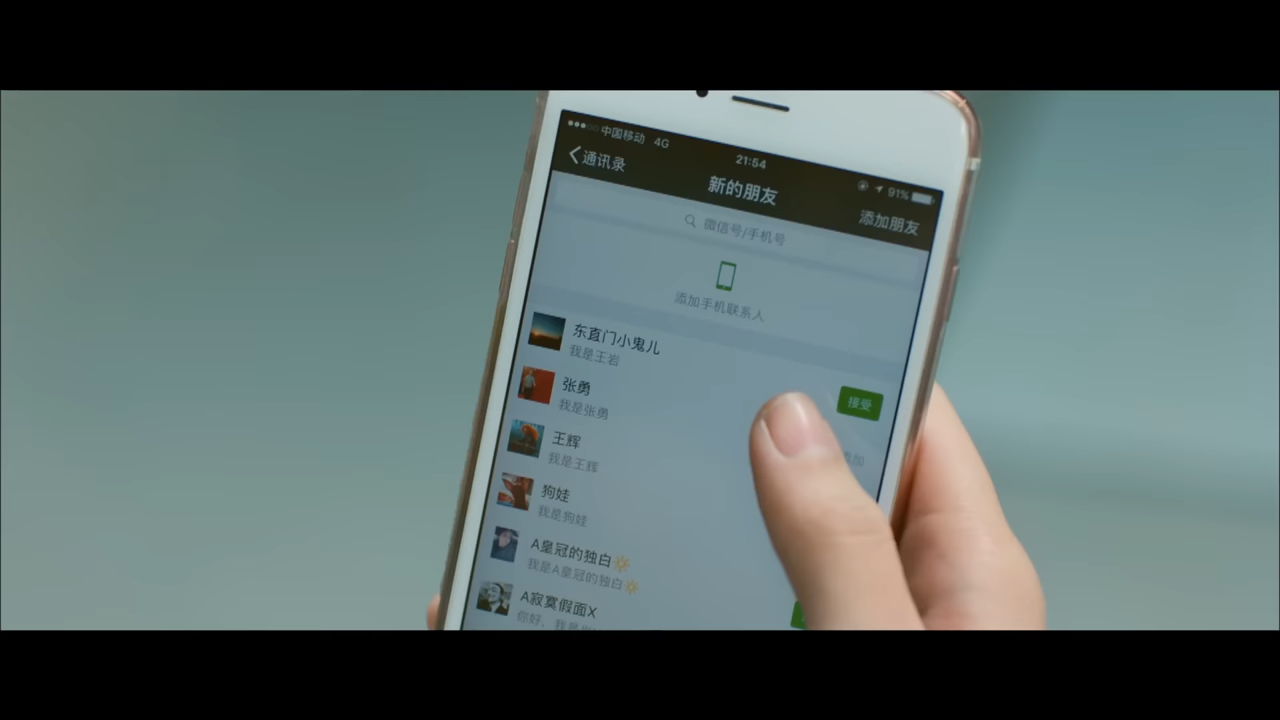 中国移动 4G 21:54 91%
通讯录 新的朋友 添加朋友
微信号/手机号
添加手机联系人
东直门小鬼儿
我是王岩
接受
张勇
我是张勇
王辉
我是王辉
狗娃
我是狗娃
A皇冠的独白🔆
我是A皇冠的独白🔆
A寂寞假面X
你好，我是